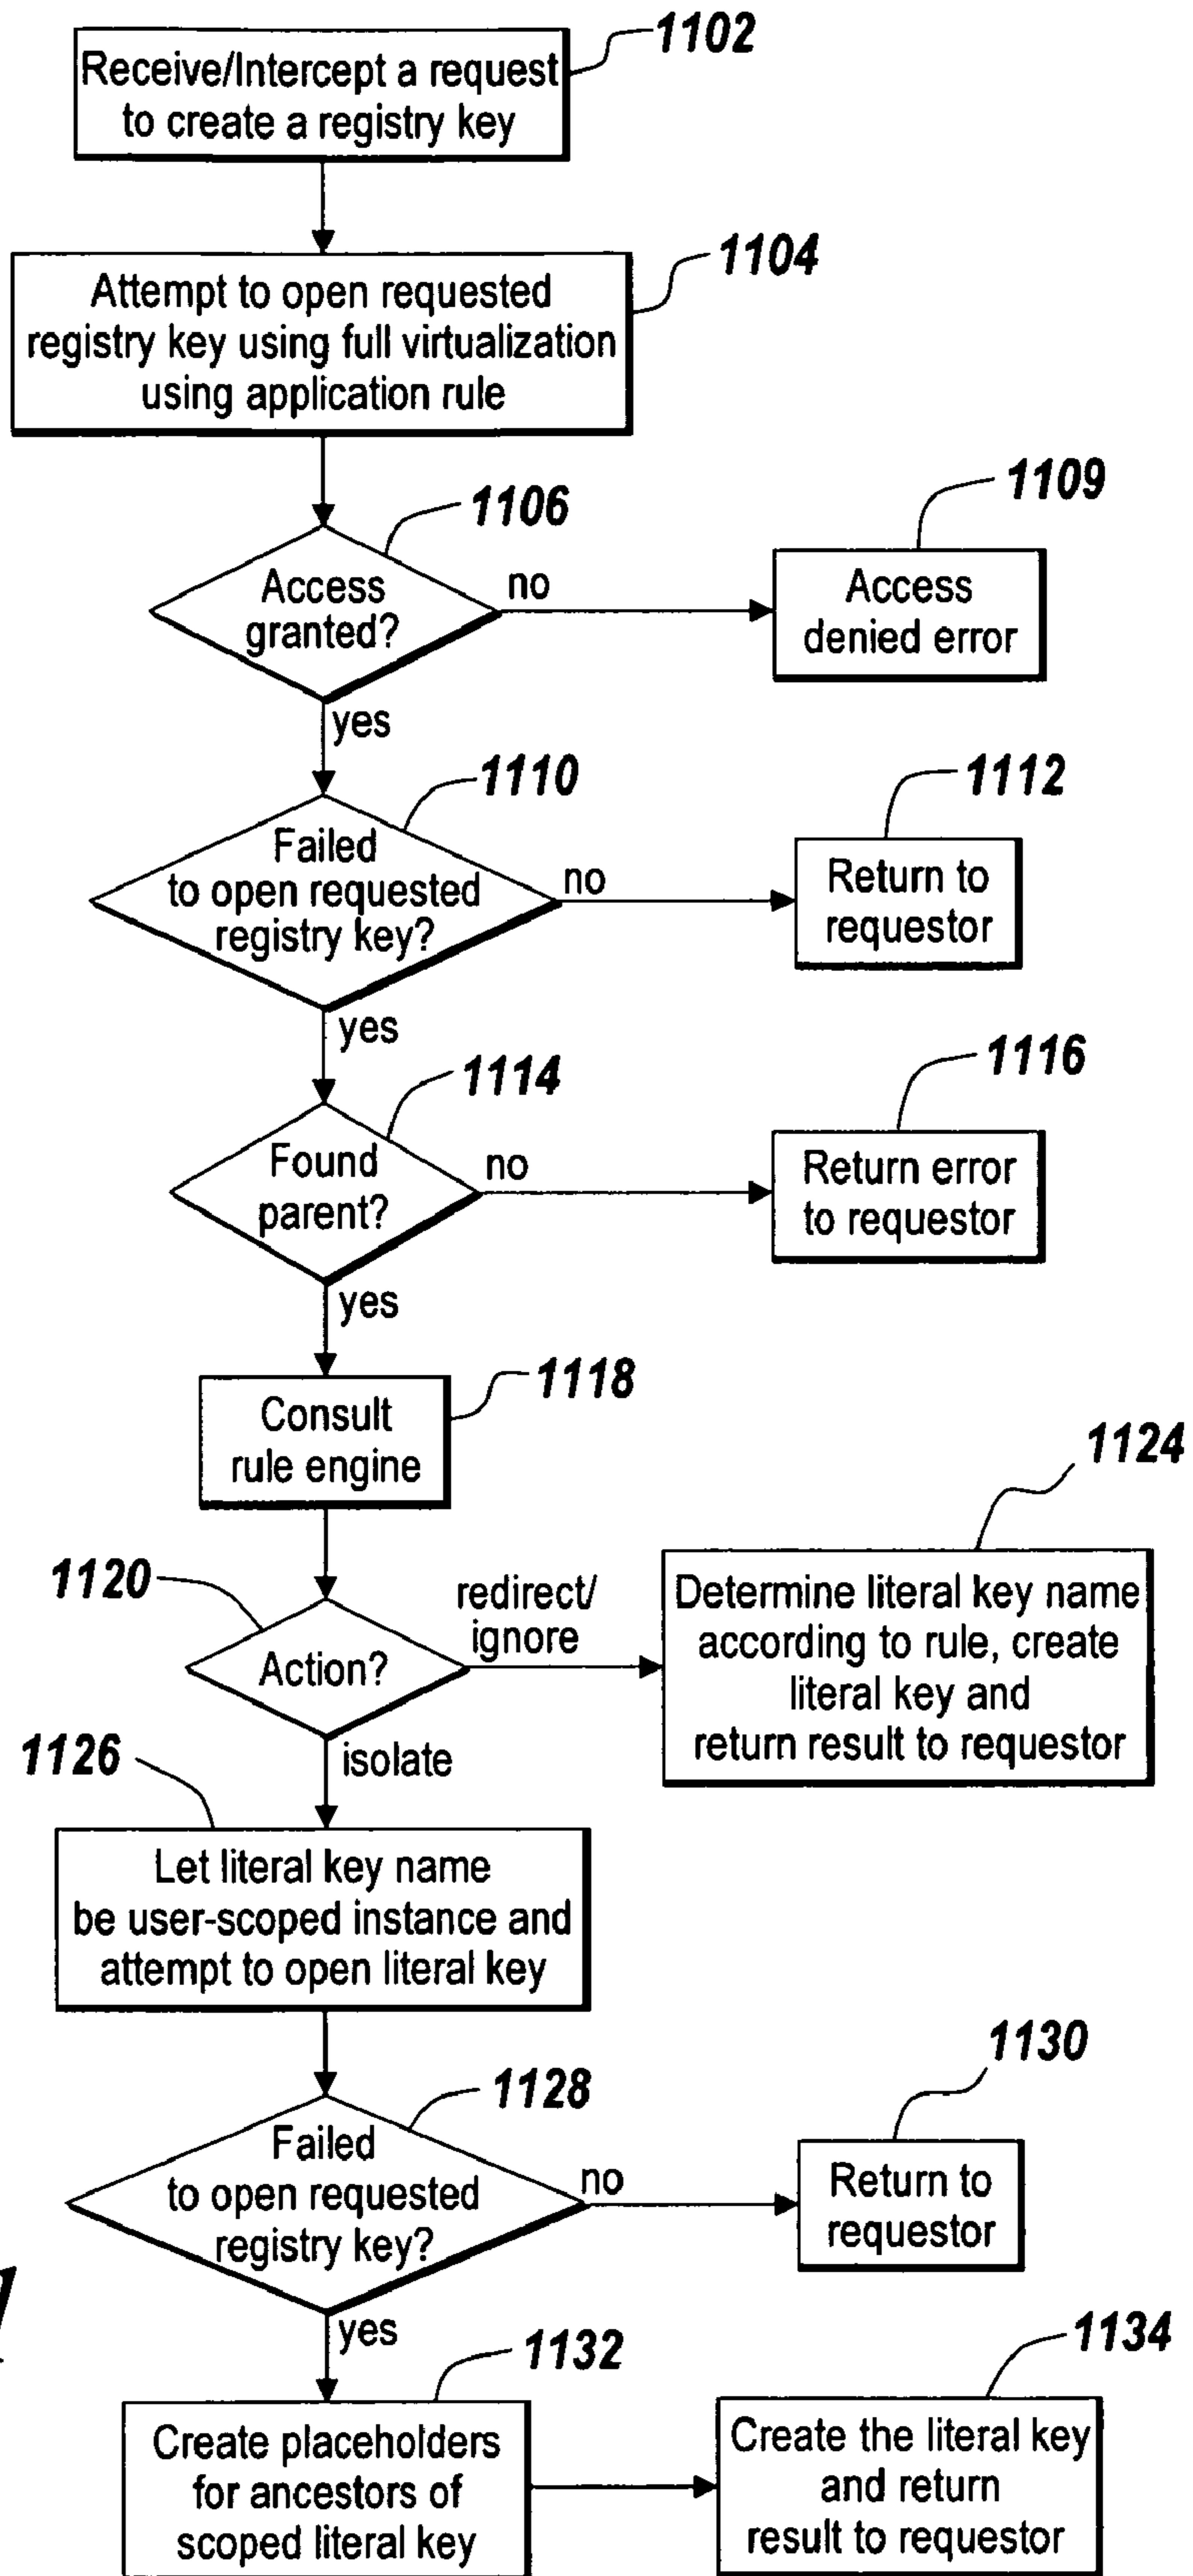 1102
Receive/Intercept a request
to create a registry key
1104
Attempt to open requested
registry key using full virtualization
using application rule
1106
Access
granted?
no
1109
Access
denied error
yes
1110
Failed
to open requested
registry key?
no
1112
Return to
requestor
yes
1114
Found
parent?
no
1116
Return error
to requestor
yes
1118
Consult
rule engine
1120
Action?
redirect/
ignore
1124
Determine literal key name
according to rule, create
literal key and
return result to requestor
isolate
1126
Let literal key name
be user-scoped instance and
attempt to open literal key
1128
Failed
to open requested
registry key?
no
1130
Return to
requestor
yes
1132
Create placeholders
for ancestors of
scoped literal key
1134
Create the literal key
and return
result to requestor